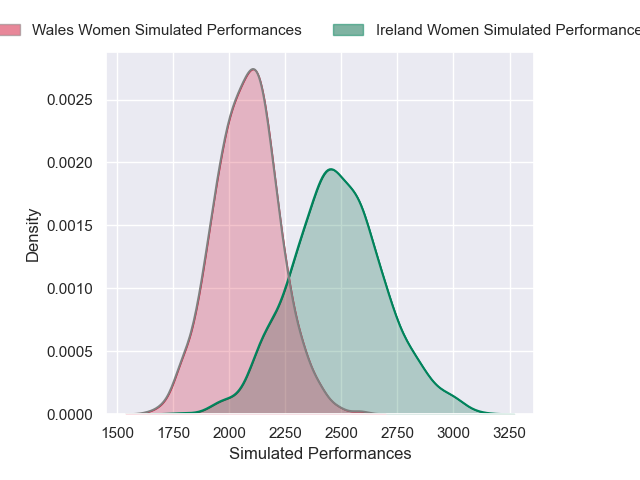 Wales Women Simulated Performances Ireland Women Simulated Performance
Density
0.0025
0.0020
0.0015
0.0010
0.0005
0.0000
1500 1750 2000 2250 2500 2750 3000 3250
Simulated Performances